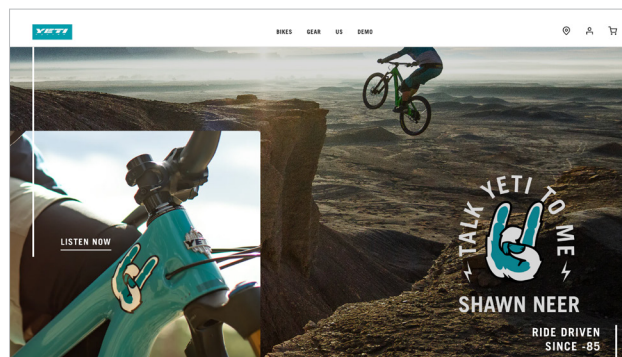 YETI
BIKES GEAR US DEMO
LISTEN NOW
TALK YETI TO ME
SHAWN NEER
RIDE DRIVEN
SINCE -85